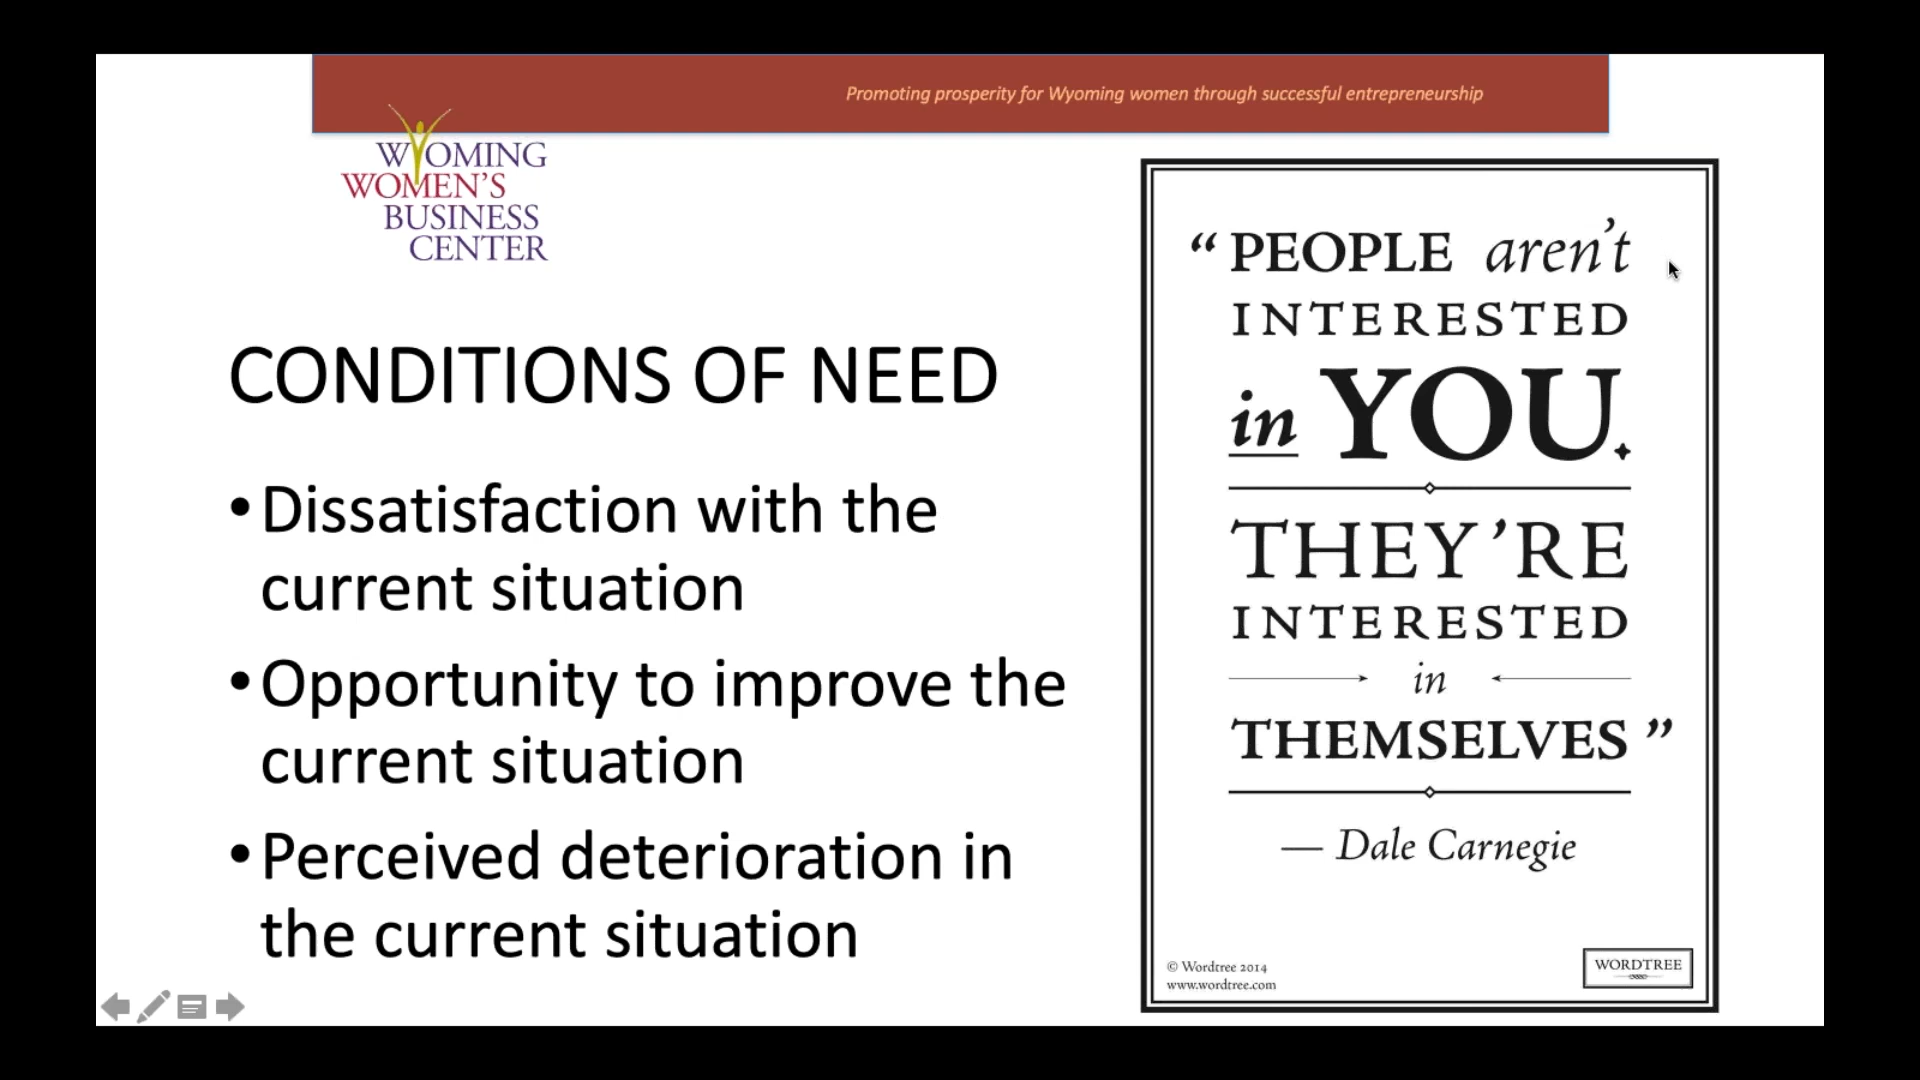 Promoting prosperity for Wyoming women through successful entrepreneurship
WYOMING
WOMEN'S
BUSINESS
CENTER
CONDITIONS OF NEED
•Dissatisfaction with the
current situation
•Opportunity to improve the
current situation
•Perceived deterioration in
the current situation
“PEOPLE aren't
INTERESTED
in YOU.
THEY'RE
INTERESTED
in
THEMSELVES”
— Dale Carnegie
© Wordtree 2014
www.wordtree.com
WORDTREE